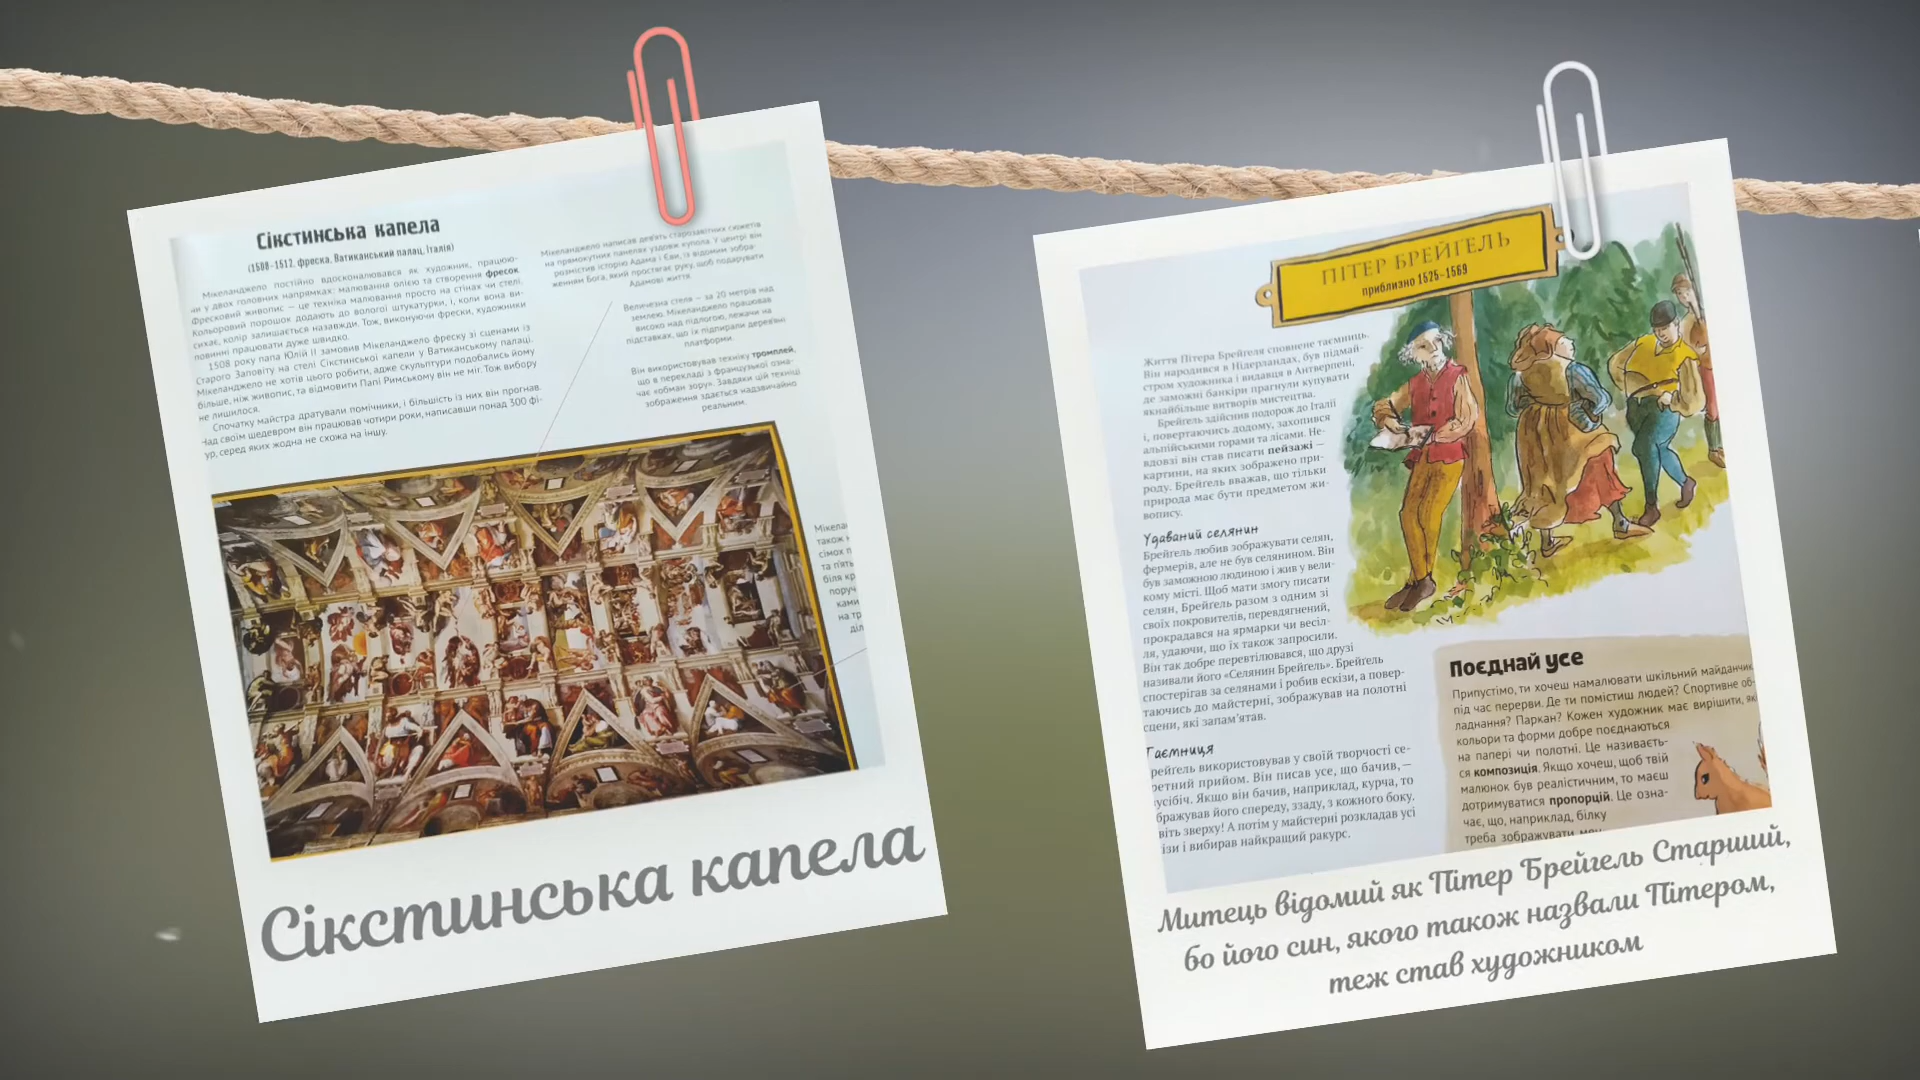 Сікстинська капела
(1508–1512, фреска, Ватиканський палац, Італія)
Мікеланджело постійно вдосконалювався як художник, працюю-
чи у двох головних напрямках: малювання олією та створення фресок.
Фресковий живопис – це техніка малювання просто на стінах чи стелі.
Кольоровий порошок додають до вологої штукатурки, і, коли вона ви-
сихає, колір залишається назавжди. Тож, виконуючи фрески, художники
повинні працювати дуже швидко.
1508 року папа Юлій II замовив Мікеланджело фреску зі сценами із
Старого Заповіту на стелі Сікстинської капели у Ватиканському палаці.
Мікеланджело не хотів цього робити, адже скульптури подобались йому
більше, ніж живопис, та відмовити Папі Римському він не міг. Тож вибору
не лишилося.
Спочатку майстра дратували помічники, і більшість із них він прогнав.
Над своїм шедевром він працював чотири роки, написавши понад 300 фі-
ур, серед яких жодна не схожа на іншу.
Мікеланджело написав дев'ять старозавітних сюжетів
на прямокутних панелях уздовж купола. У центрі він
розмістив історію Адама і Єви, із відомим зобра-
женням Бога, який простягає руку, щоб подарувати
Адамові життя.
Величезна стеля – за 20 метрів над
землею. Мікеланджело працював
високо над підлогою, лежачи на
підставках, що їх підпирали дерев'яні
платформи.
Він використовував техніку тромплей,
що в перекладі з французької озна-
чає «обман зору». Завдяки цій техніці
зображення здається надзвичайно
реальним.
Мікелан
також
сімох
та п'ять
біля
поруч
ками
на
Сікстинська капела
ПІТЕР БРЕЙГЕЛЬ
приблизно 1525–1569
Життя Пітера Брейгеля сповнене таємниць.
Він народився в Нідерландах, був підмай-
стром художника і видавця в Антверпені,
де заможні банкіри прагнули купувати
якнайбільше витворів мистецтва.
Брейгель здійснив подорож до Італії
і, повертаючись додому, захопився
альпійськими горами та лісами. Не-
вдовзі він став писати пейзажі —
картини, на яких зображено при-
роду. Брейгель вважав, що тільки
природа має бути предметом жи-
вопису.
Удаваний селянин
Брейгель любив зображувати селян,
фермерів, але не був селянином. Він
був заможною людиною і жив у вели-
кому місті. Щоб мати змогу писати
селян, Брейгель разом з одним зі
своїх покровителів, перевдягнений,
прокрадався на ярмарки чи весіл-
ля, удаючи, що їх також запросили.
Він так добре перевтілювався, що друзі
називали його «Селянин Брейгель». Брейгель
спостерігав за селянами і робив ескізи, а повер-
таючись до майстерні, зображував на полотні
сцени, які запам'ятав.
Таємниця
рейгель використовував у своїй творчості се-
ретний прийом. Він писав усе, що бачив, —
усібіч. Якщо він бачив, наприклад, курча, то
бражував його спереду, ззаду, з кожного боку.
віть зверху! А потім у майстерні розкладав усі
ізи і вибирав найкращий ракурс.
Поєднай усе
Припустімо, ти хочеш намалювати шкільний майданчик
під час перерви. Де ти помістиш людей? Спортивне об-
ладнання? Паркан? Кожен художник має вирішити, як
кольори та форми добре поєднаються
на папері чи полотні. Це називаєть-
ся композиція. Якщо хочеш, щоб твій
малюнок був реалістичним, то маєш
дотримуватися пропорцій. Це озна-
чає, що, наприклад, білку
треба зображувати
Митець відомий як Пітер Брейгель Старший,
бо його син, якого також назвали Пітером,
теж став художником